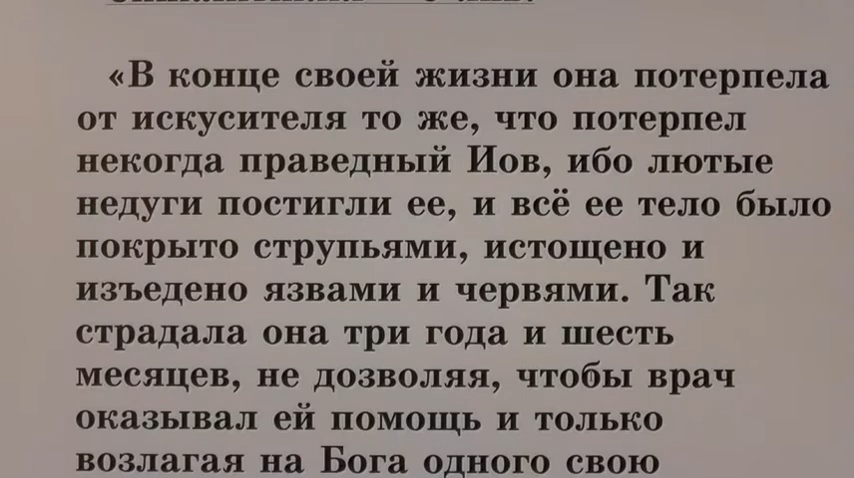 «В конце своей жизни она потерпела
от искусителя то же, что потерпел
некогда праведный Иов, ибо лютые
недуги постигли ее, и всё ее тело было
покрыто струпьями, истощено и
изъедено язвами и червями. Так
страдала она три года и шесть
месяцев, не дозволяя, чтобы врач
оказывал ей помощь и только
возлагая на Бога одного свою